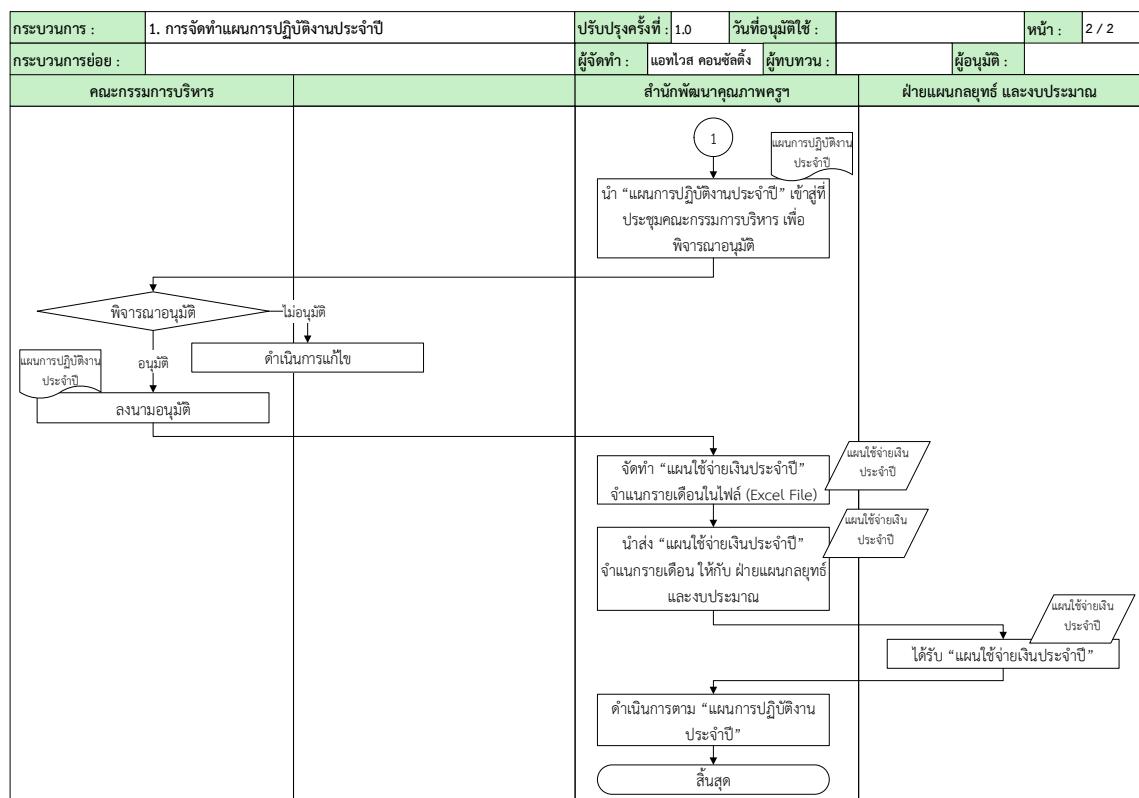 กระบวนการ : 1. การจัดทำแผนการปฏิบัติงานประจำปี ปรับปรุงครั้งที่ : 1.0 วันที่อนุมัติใช้ : หน้า : 2 / 2
กระบวนการย่อย : ผู้จัดทำ : แอทไวส คอนซัลติ้ง ผู้ทบทวน : ผู้อนุมัติ :
คณะกรรมการบริหาร สำนักพัฒนาคุณภาพครูฯ ฝ่ายแผนกลยุทธ์ และงบประมาณ
1
แผนการปฏิบัติงาน
ประจำปี
นำ “แผนการปฏิบัติงานประจำปี” เข้าสู่ที่
ประชุมคณะกรรมการบริหาร เพื่อ
พิจารณาอนุมัติ
พิจารณาอนุมัติ
ไม่อนุมัติ
ดำเนินการแก้ไข
อนุมัติ
แผนการปฏิบัติงาน
ประจำปี
ลงนามอนุมัติ
จัดทำ “แผนใช้จ่ายเงินประจำปี”
จำแนกรายเดือนในไฟล์ (Excel File)
แผนใช้จ่ายเงิน
ประจำปี
นำส่ง “แผนใช้จ่ายเงินประจำปี”
จำแนกรายเดือน ให้กับ ฝ่ายแผนกลยุทธ์
และงบประมาณ
แผนใช้จ่ายเงิน
ประจำปี
แผนใช้จ่ายเงิน
ประจำปี
ได้รับ “แผนใช้จ่ายเงินประจำปี”
ดำเนินการตาม “แผนการปฏิบัติงาน
ประจำปี”
สิ้นสุด